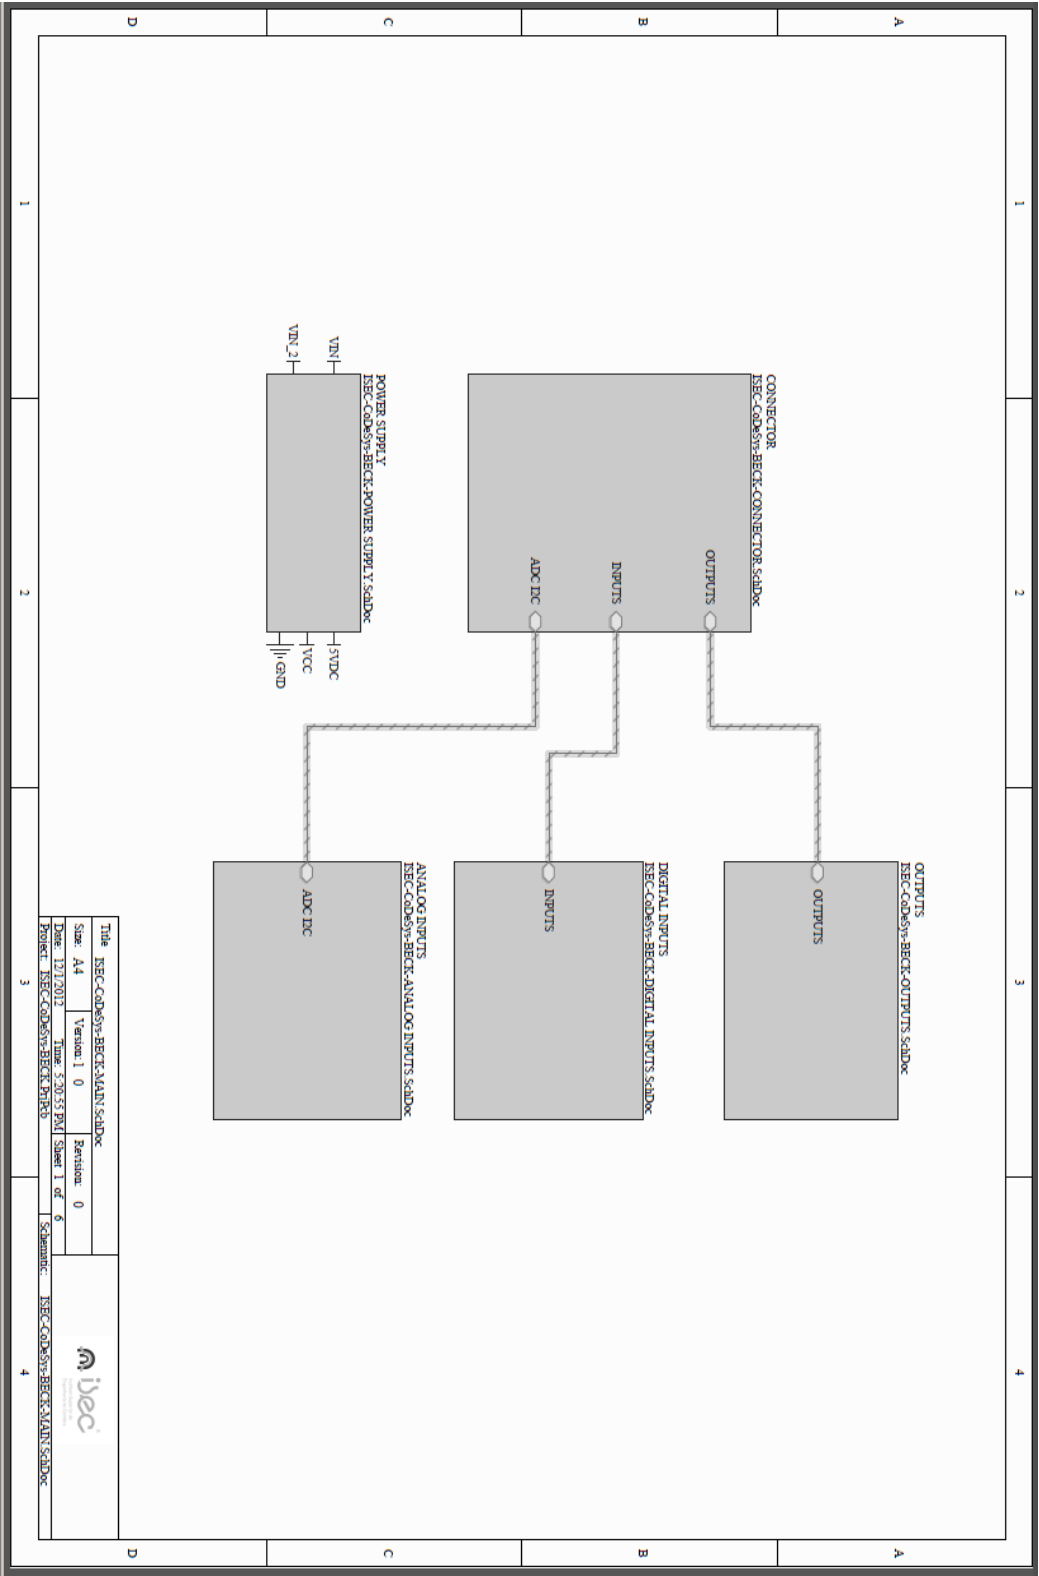 1
2
3
4
A
B
C
D
OUTPUTS
ISEC-CoDeSys-BECK-OUTPUTS.SchDoc
OUTPUTS
CONNECTOR
ISEC-CoDeSys-BECK-CONNECTOR.SchDoc
OUTPUTS
INPUTS
ADC I2C
DIGITAL INPUTS
ISEC-CoDeSys-BECK-DIGITAL INPUTS.SchDoc
INPUTS
POWER SUPPLY
ISEC-CoDeSys-BECK-POWER SUPPLY.SchDoc
VIN
VIN_2
5VDC
VCC
GND
ANALOG INPUTS
ISEC-CoDeSys-BECK-ANALOG INPUTS.SchDoc
ADC I2C
Title ISEC-CoDeSys-BECK-MAIN.SchDoc
Size: A4 Version: 1 0 Revision: 0
Date: 12/1/2012 Time: 5:20:55 PM Sheet 1 of 6
Project: ISEC-CoDeSys-BECK.PrjPcb Schematic: ISEC-CoDeSys-BECK-MAIN.SchDoc
isec
A
B
C
D
1
2
3
4